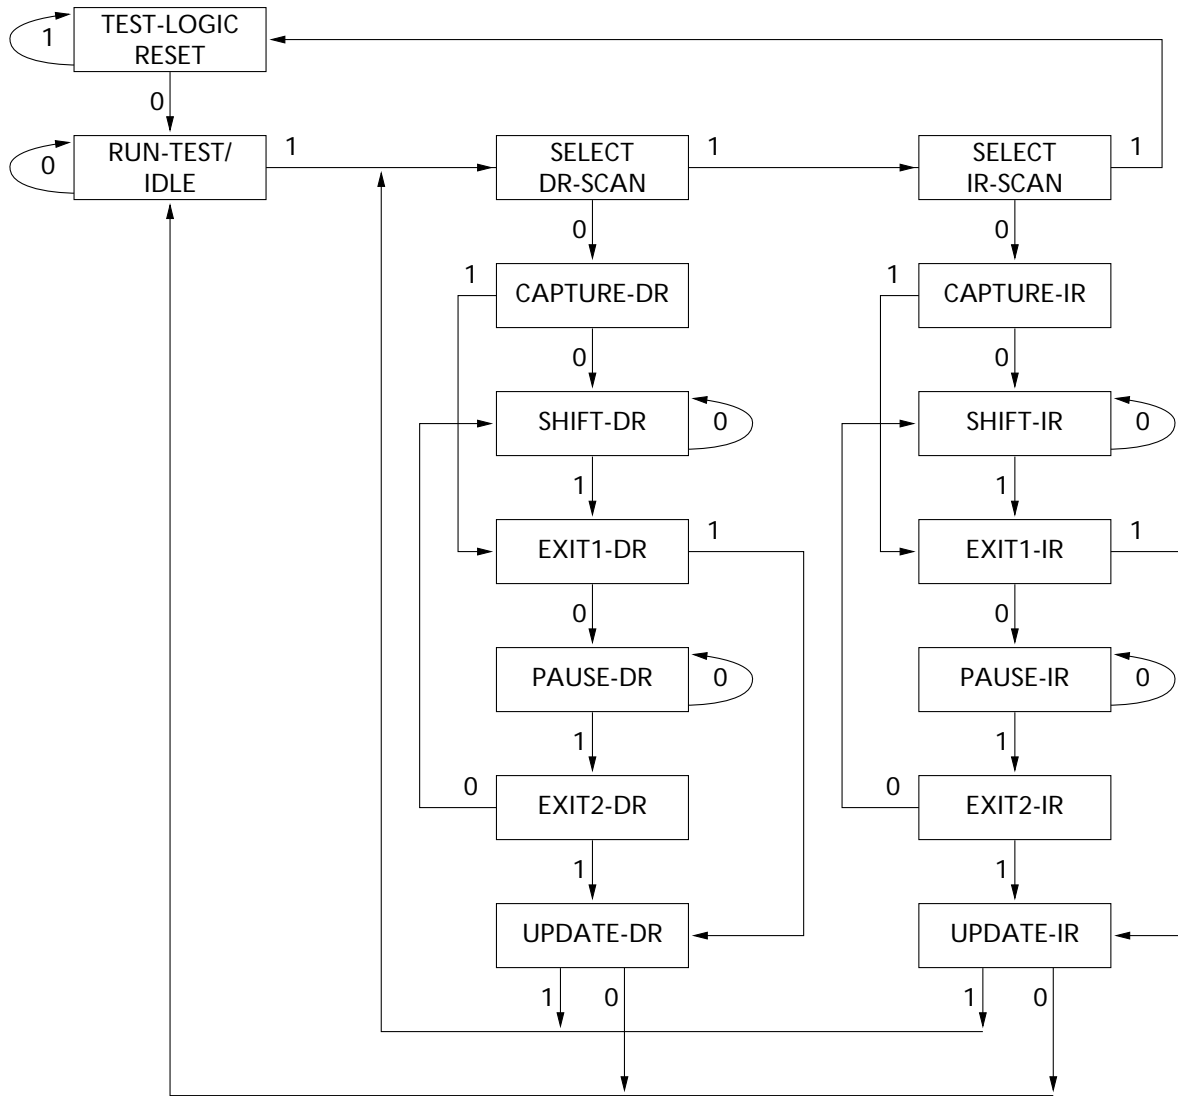 TEST-LOGIC
RESET
1
0
RUN-TEST/
IDLE
0
1
SELECT
DR-SCAN
1
SELECT
IR-SCAN
1
0
0
1
CAPTURE-DR
1
CAPTURE-IR
0
0
SHIFT-DR
0
SHIFT-IR
0
1
1
EXIT1-DR
1
EXIT1-IR
1
0
0
PAUSE-DR
0
PAUSE-IR
0
1
1
0
EXIT2-DR
0
EXIT2-IR
1
1
UPDATE-DR
UPDATE-IR
1
0
1
0